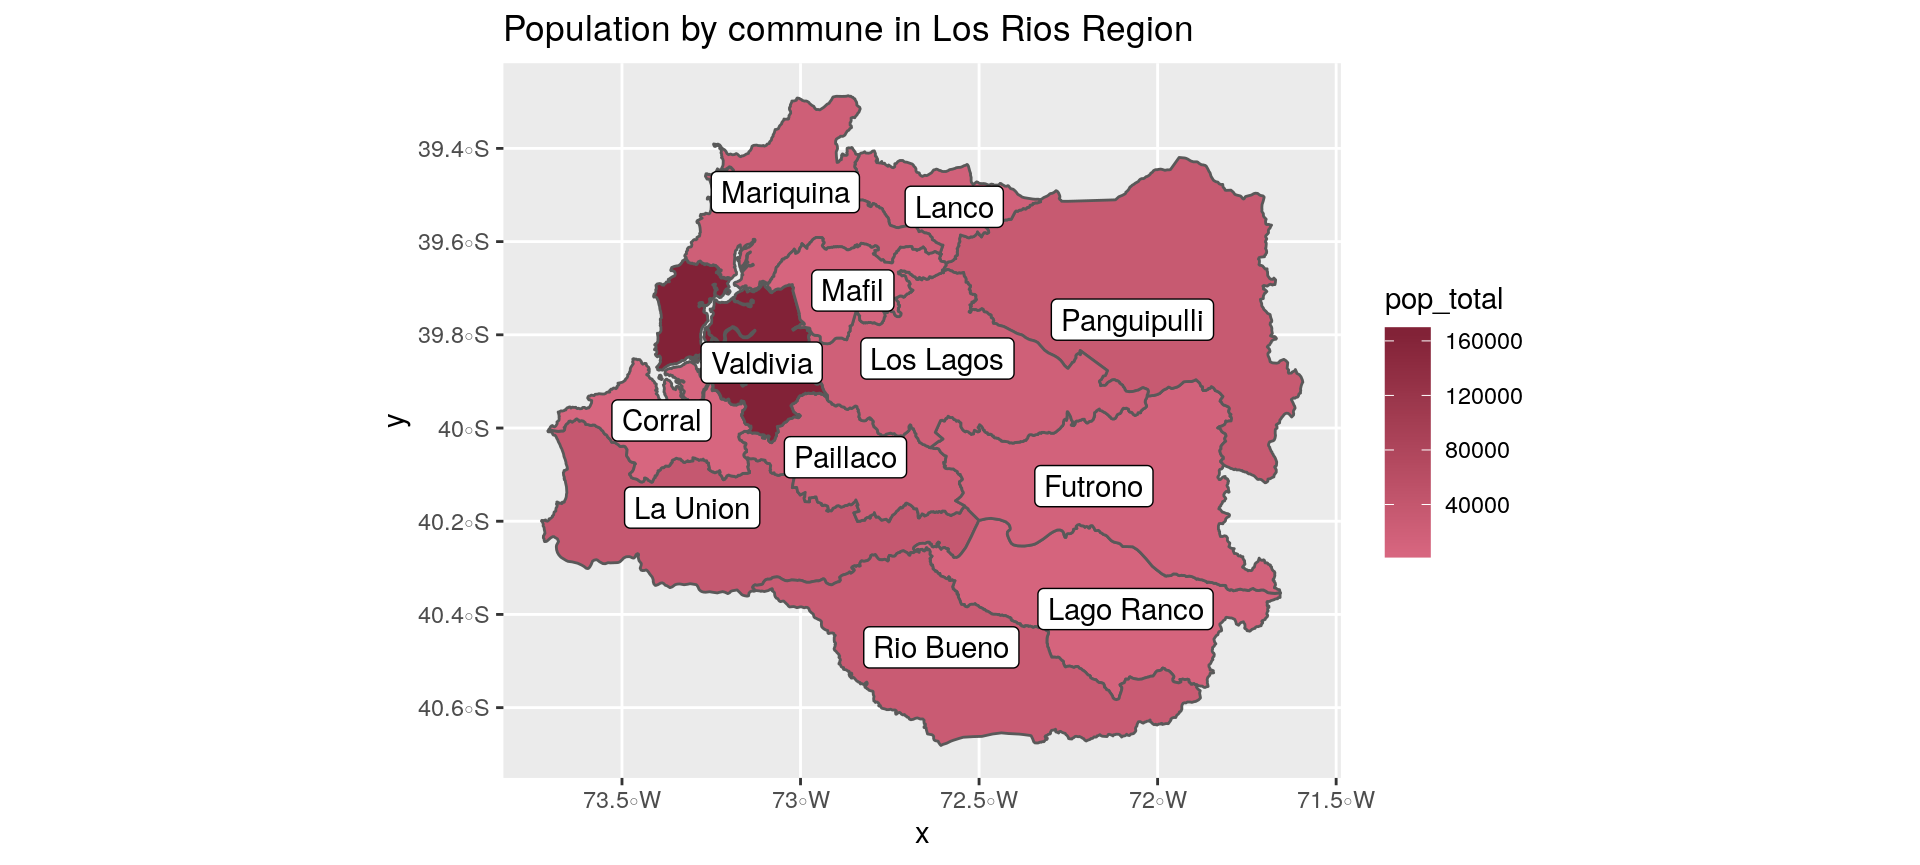 Population by commune in Los Rios Region
39.4◦S
39.6◦S
39.8◦S
40◦S
40.2◦S
40.4◦S
40.6◦S
y
Mariquina
Lanco
Mafil
Panguipulli
Valdivia
Los Lagos
Corral
Paillaco
Futrono
La Union
Lago Ranco
Rio Bueno
73.5◦W
73◦W
72.5◦W
72◦W
71.5◦W
x
pop_total
160000
120000
80000
40000